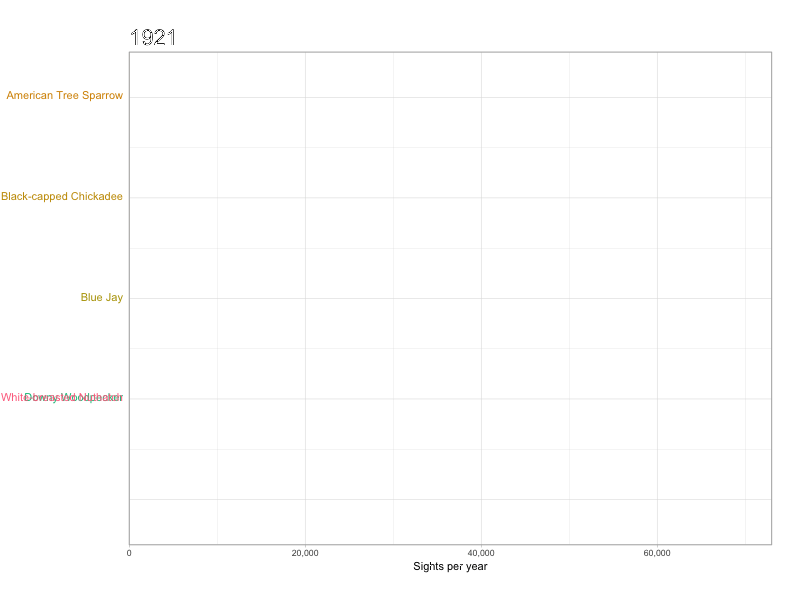 1921
American Tree Sparrow
Black-capped Chickadee
Blue Jay
0
20,000
40,000
60,000
Sights per year